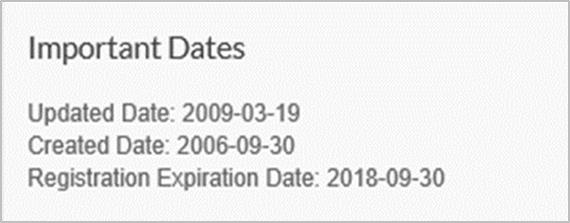 Important Dates
Updated Date: 2009-03-19
Created Date: 2006-09-30
Registration Expiration Date: 2018-09-30